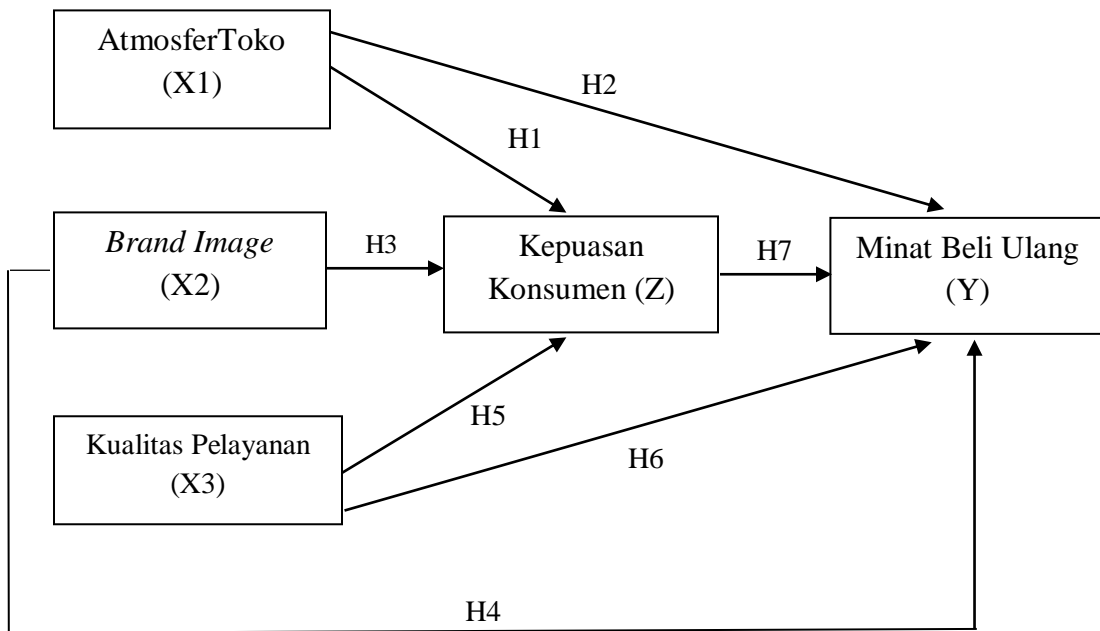 AtmosferToko
(X1)
H2
H1
Brand Image
(X2)
H3
Kepuasan
Konsumen (Z)
H7
Minat Beli Ulang
(Y)
Kualitas Pelayanan
(X3)
H5
H6
H4